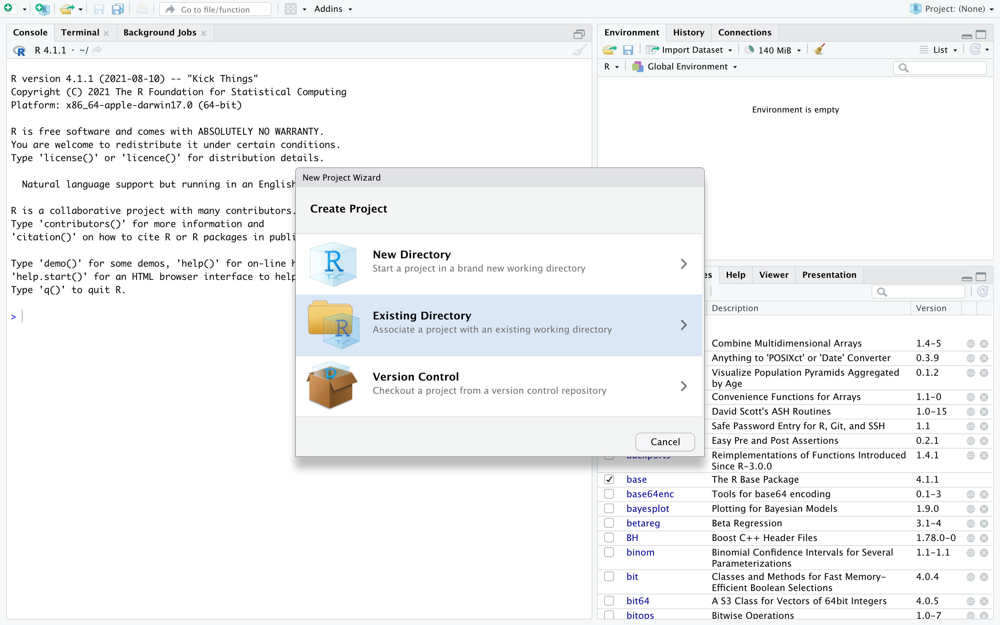 Go to file/function
Addins
Project: (None)
Console
Terminal
Background Jobs
R 4.1.1 · ~/
R version 4.1.1 (2021-08-10) -- "Kick Things"
Copyright (C) 2021 The R Foundation for Statistical Computing
Platform: x86_64-apple-darwin17.0 (64-bit)
R is free software and comes with ABSOLUTELY NO WARRANTY.
You are welcome to redistribute it under certain conditions.
Type 'license()' or 'licence()' for distribution details.
Natural language support but running in an English
R is a collaborative project with many contributors.
Type 'contributors()' for more information and
'citation()' on how to cite R or R packages in publi
Type 'demo()' for some demos, 'help()' for on-line h
'help.start()' for an HTML browser interface to help
Type 'q()' to quit R.
>
New Project Wizard
Create Project
New Directory
Start a project in a brand new working directory
Existing Directory
Associate a project with an existing working directory
Version Control
Checkout a project from a version control repository
Cancel
Environment
History
Connections
Import Dataset
140 MiB
List
R
Global Environment
Environment is empty
es
Help
Viewer
Presentation
Description Version
Combine Multidimensional Arrays 1.4-5
Anything to 'POSIXct' or 'Date' Converter 0.3.9
Visualize Population Pyramids Aggregated 0.1.2
by Age
Convenience Functions for Arrays 1.1-0
David Scott's ASH Routines 1.0-15
Safe Password Entry for R, Git, and SSH 1.1
Easy Pre and Post Assertions 0.2.1
backports Reimplementations of Functions Introduced 1.4.1
Since R-3.0.0
base The R Base Package 4.1.1
base64enc Tools for base64 encoding 0.1-3
bayesplot Plotting for Bayesian Models 1.9.0
betareg Beta Regression 3.1-4
BH Boost C++ Header Files 1.78.0-0
binom Binomial Confidence Intervals for Several 1.1-1.1
Parameterizations
bit Classes and Methods for Fast Memory-4.0.4
Efficient Boolean Selections
bit64 A S3 Class for Vectors of 64bit Integers 4.0.5
bitops Bitwise Operations 1.0-7